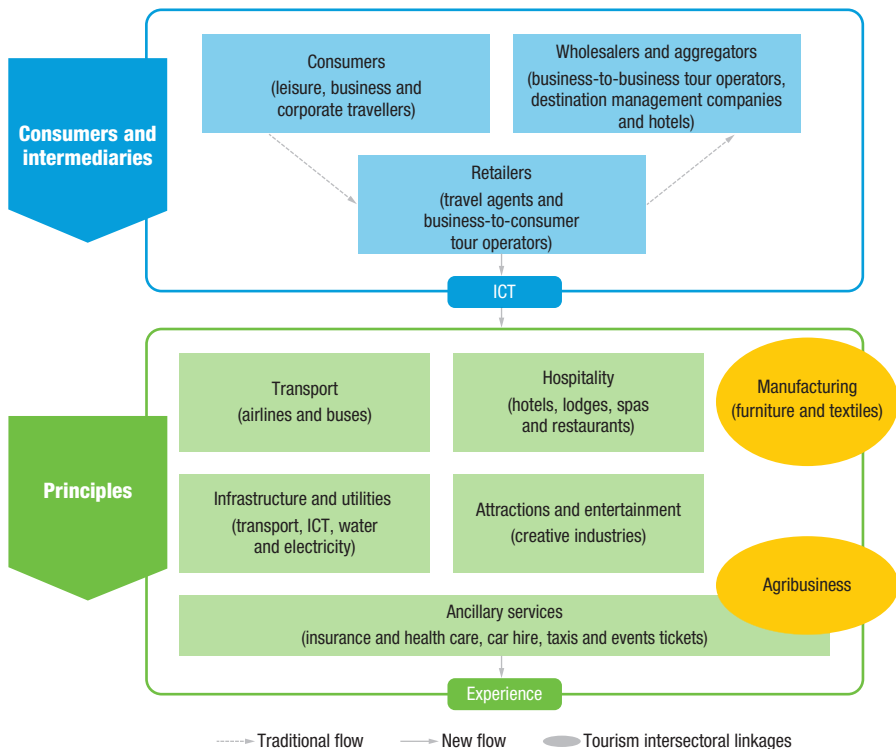 Consumers and
intermediaries
Consumers
(leisure, business and
corporate travellers)
Wholesalers and aggregators
(business-to-business tour operators,
destination management companies
and hotels)
Retailers
(travel agents and
business-to-consumer
tour operators)
ICT
Principles
Transport
(airlines and buses)
Hospitality
(hotels, lodges, spas
and restaurants)
Manufacturing
(furniture and textiles)
Infrastructure and utilities
(transport, ICT, water
and electricity)
Attractions and entertainment
(creative industries)
Agribusiness
Ancillary services
(insurance and health care, car hire, taxis and events tickets)
Experience
Traditional flow
New flow
Tourism intersectoral linkages